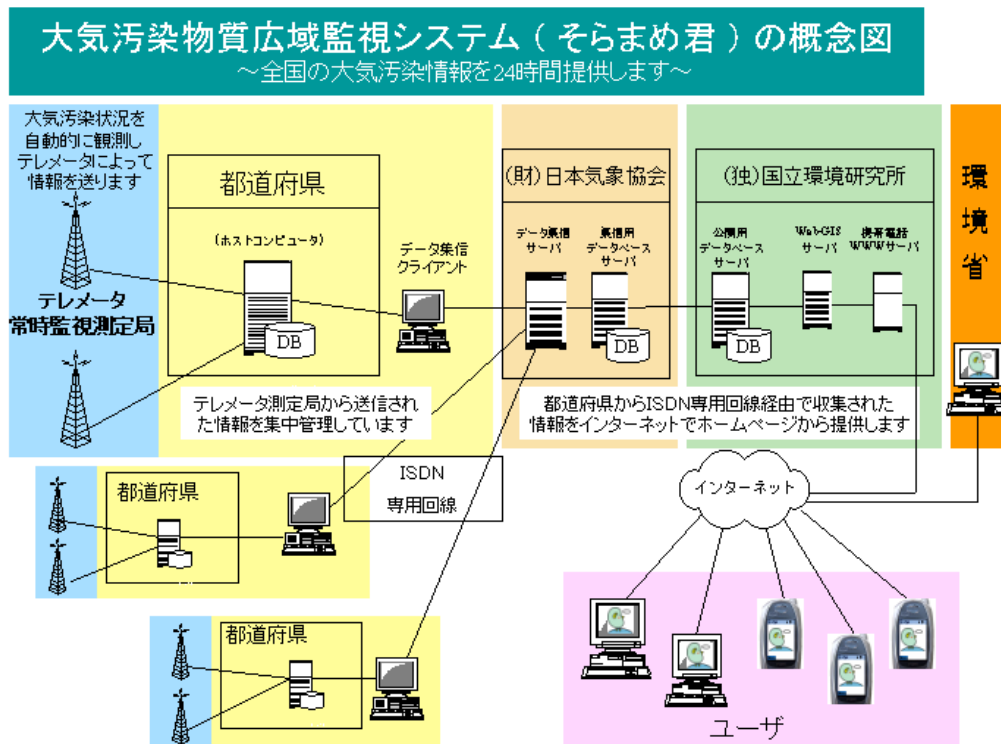 大気汚染物質広域監視システム（そらまめ君）の概念図
～全国の大気汚染情報を24時間提供します～
大気汚染状況を
自動的に観測し
テレメータによって
情報を送ります
テレメータ
常時監視測定局
都道府県
(ホストコンピュータ)
DB
データ集信
クライアント
テレメータ測定局から送信され
た情報を集中管理しています
(財)日本気象協会
データ集信
サーバ
集信用
データベース
サーバ
DB
(独)国立環境研究所
公開用
データベース
サーバ
Web-GIS
サーバ
携帯電話
WWWサーバ
DB
都道府県からISDN専用回線経由で収集された
情報をインターネットでホームページから提供します
環境省
都道府県
ISDN
専用回線
インターネット
都道府県
ユーザ